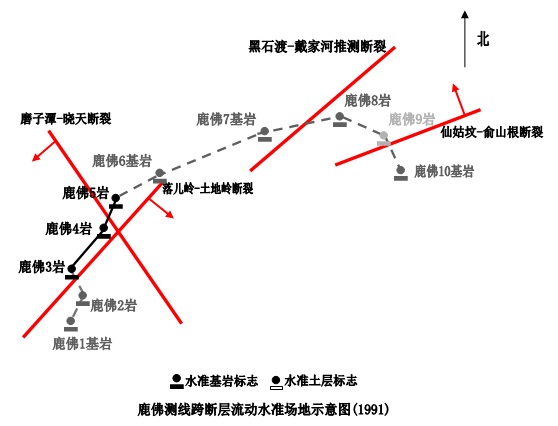 黑石渡-戴家河推测断裂
北
鹿佛8岩
磨子潭-晓天断裂
鹿佛7基岩
鹿佛9岩
仙姑坟-俞山根断裂
鹿佛6基岩
鹿佛10基岩
鹿佛5岩
落儿岭-土地岭断裂
鹿佛4岩
鹿佛3岩
鹿佛2岩
鹿佛1基岩
水准基岩标志 水准土层标志
鹿佛测线跨断层流动水准场地示意图(1991)